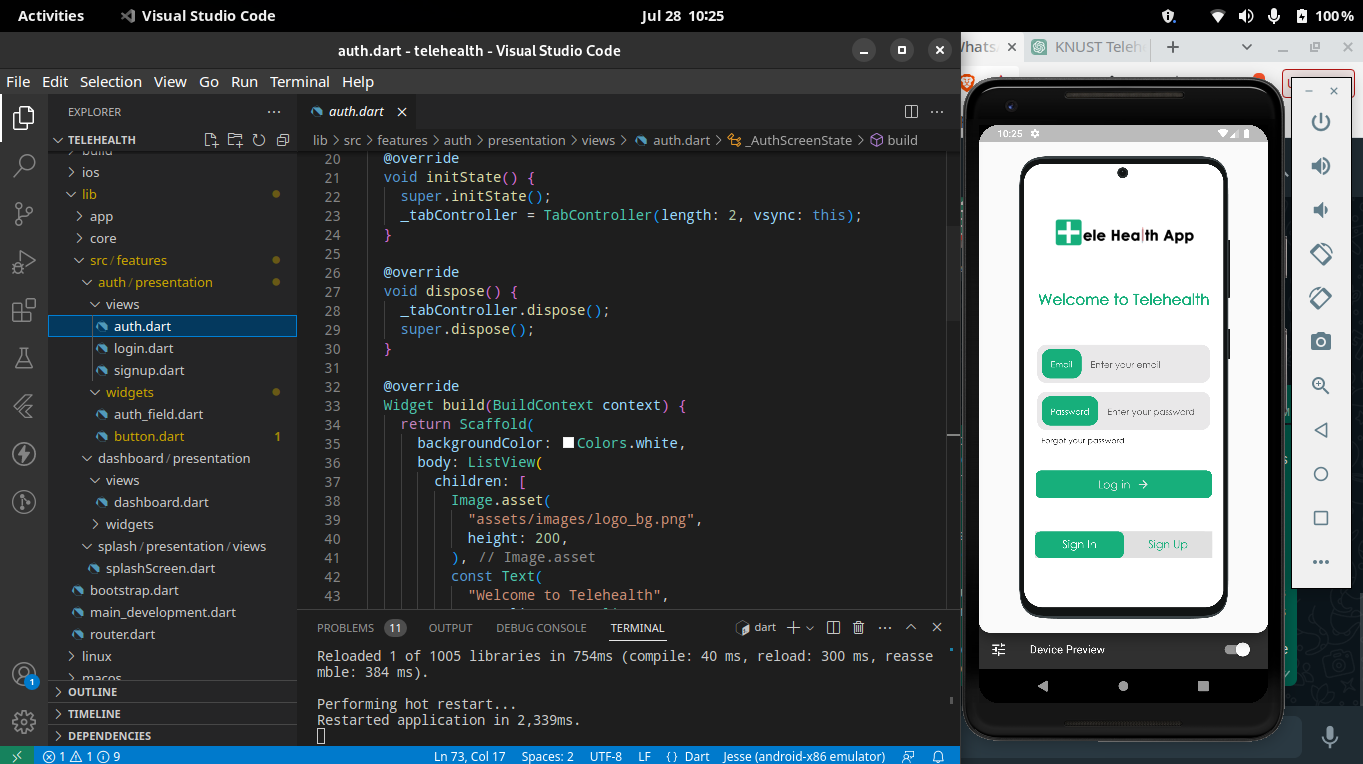 Activities
Visual Studio Code
Jul 28 10:25
100%
auth.dart - telehealth - Visual Studio Code
File Edit Selection View Go Run Terminal Help
EXPLORER
TELEHEALTH
build
ios
lib
app
core
src/features
auth/presentation
views
auth.dart
login.dart
signup.dart
widgets
auth_field.dart
button.dart 1
dashboard/presentation
views
dashboard.dart
widgets
splash/presentation/views
splashScreen.dart
bootstrap.dart
main_development.dart
router.dart
linux
macos
OUTLINE
TIMELINE
DEPENDENCIES
1
auth.dart
lib > src > features > auth > presentation > views > auth.dart > _AuthScreenState > build
20 @override
21 void initState() {
22 super.initState();
23 _tabController = TabController(length: 2, vsync: this);
24 }
25
26 @override
27 void dispose() {
28 _tabController.dispose();
29 super.dispose();
30 }
31
32 @override
33 Widget build(BuildContext context) {
34 return Scaffold(
35 backgroundColor: Colors.white,
36 body: ListView(
37 children: [
38 Image.asset(
39 "assets/images/logo_bg.png",
40 height: 200,
41 ), // Image.asset
42 const Text(
43 "Welcome to Telehealth",
PROBLEMS 11 OUTPUT DEBUG CONSOLE TERMINAL
dart
Reloaded 1 of 1005 libraries in 754ms (compile: 40 ms, reload: 300 ms, reasse
mble: 384 ms).
Performing hot restart...
Restarted application in 2,339ms.
1 1 9
Ln 73, Col 17 Spaces: 2 UTF-8 LF {} Dart Jesse (android-x86 emulator)
KNUST Teleh
10:25
ele Health App
Welcome to Telehealth
Email Enter your email
Password Enter your password
Forgot your password
Log in →
Sign In Sign Up
Device Preview